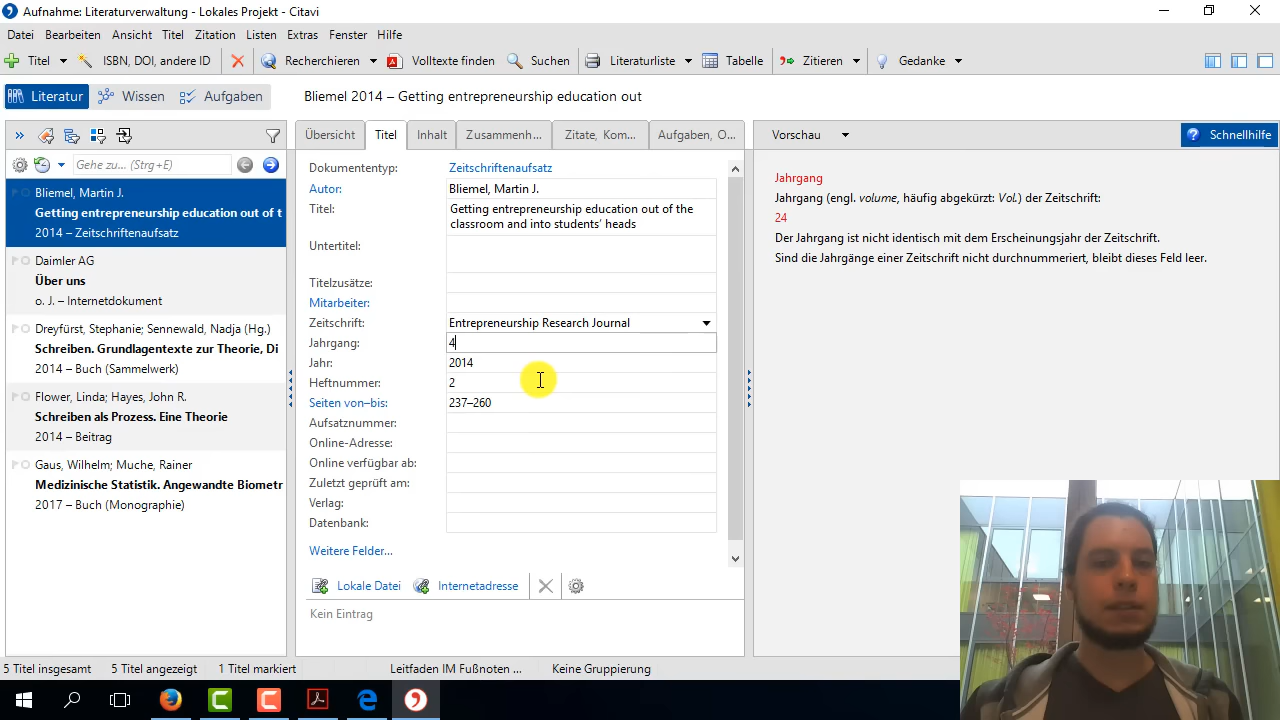 Aufnahme: Literaturverwaltung - Lokales Projekt - Citavi
Datei Bearbeiten Ansicht Titel Zitation Listen Extras Fenster Hilfe
Titel ISBN, DOI, andere ID Recherchieren Volltexte finden Suchen Literaturliste Tabelle Zitieren Gedanke
Literatur Wissen Aufgaben Bliemel 2014 – Getting entrepreneurship education out
Übersicht Titel Inhalt Zusammenh... Zitate, Kom... Aufgaben, O... Vorschau Schnellhilfe
Gehe zu... (Strg+E)
Bliemel, Martin J.
Getting entrepreneurship education out of t
2014 – Zeitschriftenaufsatz
Daimler AG
Über uns
o. J. – Internetdokument
Dreyfürst, Stephanie; Sennewald, Nadja (Hg.)
Schreiben. Grundlagentexte zur Theorie, Di
2014 – Buch (Sammelwerk)
Flower, Linda; Hayes, John R.
Schreiben als Prozess. Eine Theorie
2014 – Beitrag
Gaus, Wilhelm; Muche, Rainer
Medizinische Statistik. Angewandte Biometr
2017 – Buch (Monographie)
Dokumententyp: Zeitschriftenaufsatz
Autor: Bliemel, Martin J.
Titel: Getting entrepreneurship education out of the
classroom and into students’ heads
Untertitel:
Titelzusätze:
Mitarbeiter:
Zeitschrift: Entrepreneurship Research Journal
Jahrgang: 4
Jahr: 2014
Heftnummer: 2
Seiten von–bis: 237–260
Aufsatznummer:
Online-Adresse:
Online verfügbar ab:
Zuletzt geprüft am:
Verlag:
Datenbank:
Weitere Felder...
Lokale Datei Internetadresse
Kein Eintrag
Jahrgang
Jahrgang (engl. volume, häufig abgekürzt: Vol.) der Zeitschrift:
24
Der Jahrgang ist nicht identisch mit dem Erscheinungsjahr der Zeitschrift.
Sind die Jahrgänge einer Zeitschrift nicht durchnummeriert, bleibt dieses Feld leer.
5 Titel insgesamt 5 Titel angezeigt 1 Titel markiert Leitfaden IM Fußnoten ... Keine Gruppierung